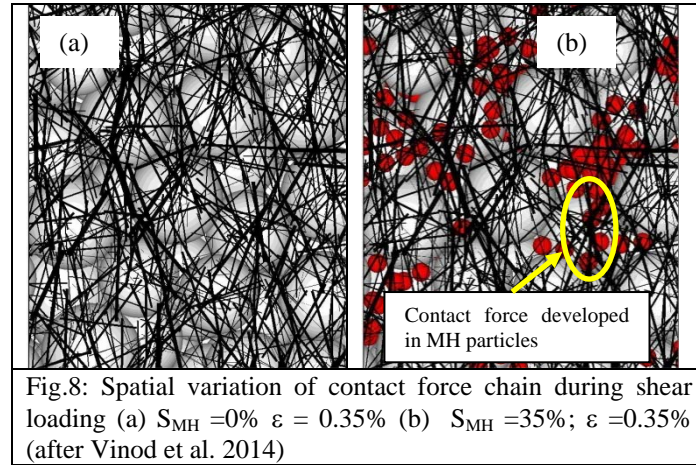 (a)
(b)
Contact force developed
in MH particles
Fig.8: Spatial variation of contact force chain during shear
loading (a) S_MH =0% ε = 0.35% (b) S_MH =35%; ε =0.35%
(after Vinod et al. 2014)